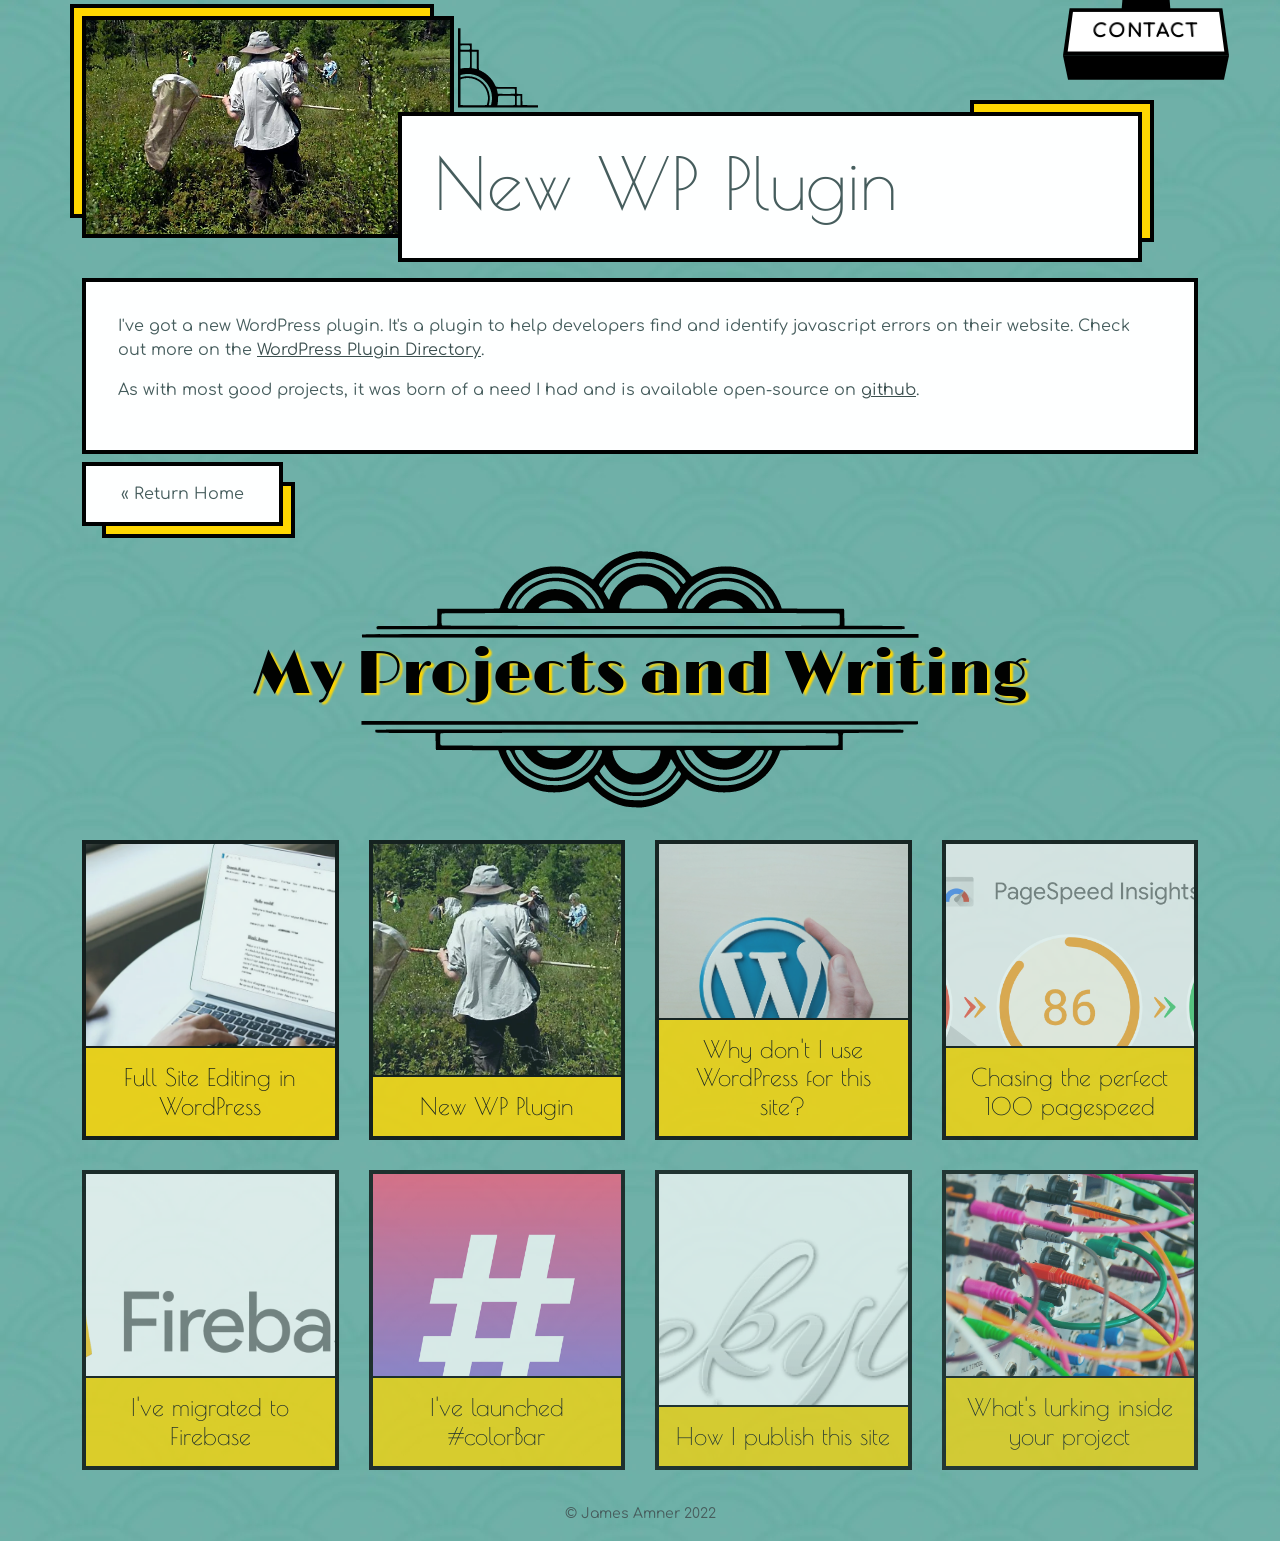 CONTACT
New WP Plugin
I've got a new WordPress plugin. It's a plugin to help developers find and identify javascript errors on their website. Check
out more on the WordPress Plugin Directory.
As with most good projects, it was born of a need I had and is available open-source on github.
« Return Home
My Projects and Writing
Full Site Editing in
WordPress
New WP Plugin
Why don't I use
WordPress for this
site?
PageSpeed Insights
86
Chasing the perfect
100 pagespeed
Fireba
I've migrated to
Firebase
#
I've launched
#colorBar
ekyl
How I publish this site
What's lurking inside
your project
© James Amner 2022